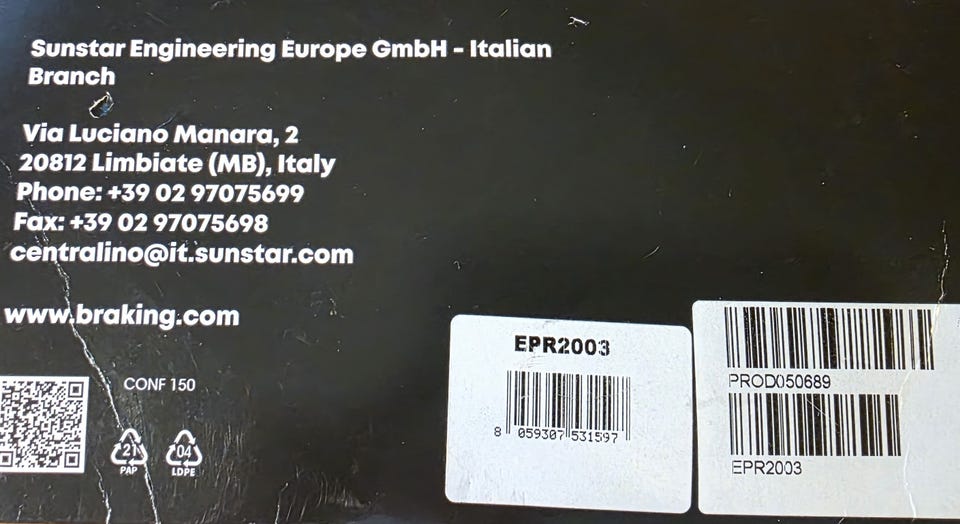 Sunstar Engineering Europe GmbH - Italian
Branch
Via Luciano Manara, 2
20812 Limbiate (MB), Italy
Phone: +39 02 97075699
Fax: +39 02 97075698
centralino@it.sunstar.com
www.braking.com
CONF 150
21
PAP
04
LDPE
EPR2003
8 059307 531597
PROD050689
EPR2003